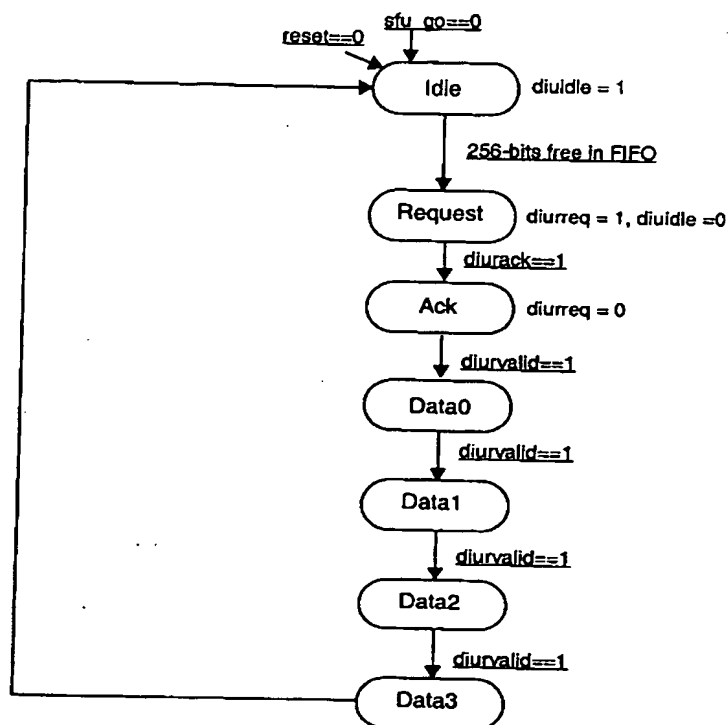 sfu_go==0
reset==0
Idle
diuidle = 1
256-bits free in FIFO
Request
diurreq = 1, diuidle =0
diurack==1
Ack
diurreq = 0
diurvalid==1
Data0
diurvalid==1
Data1
diurvalid==1
Data2
diurvalid==1
Data3